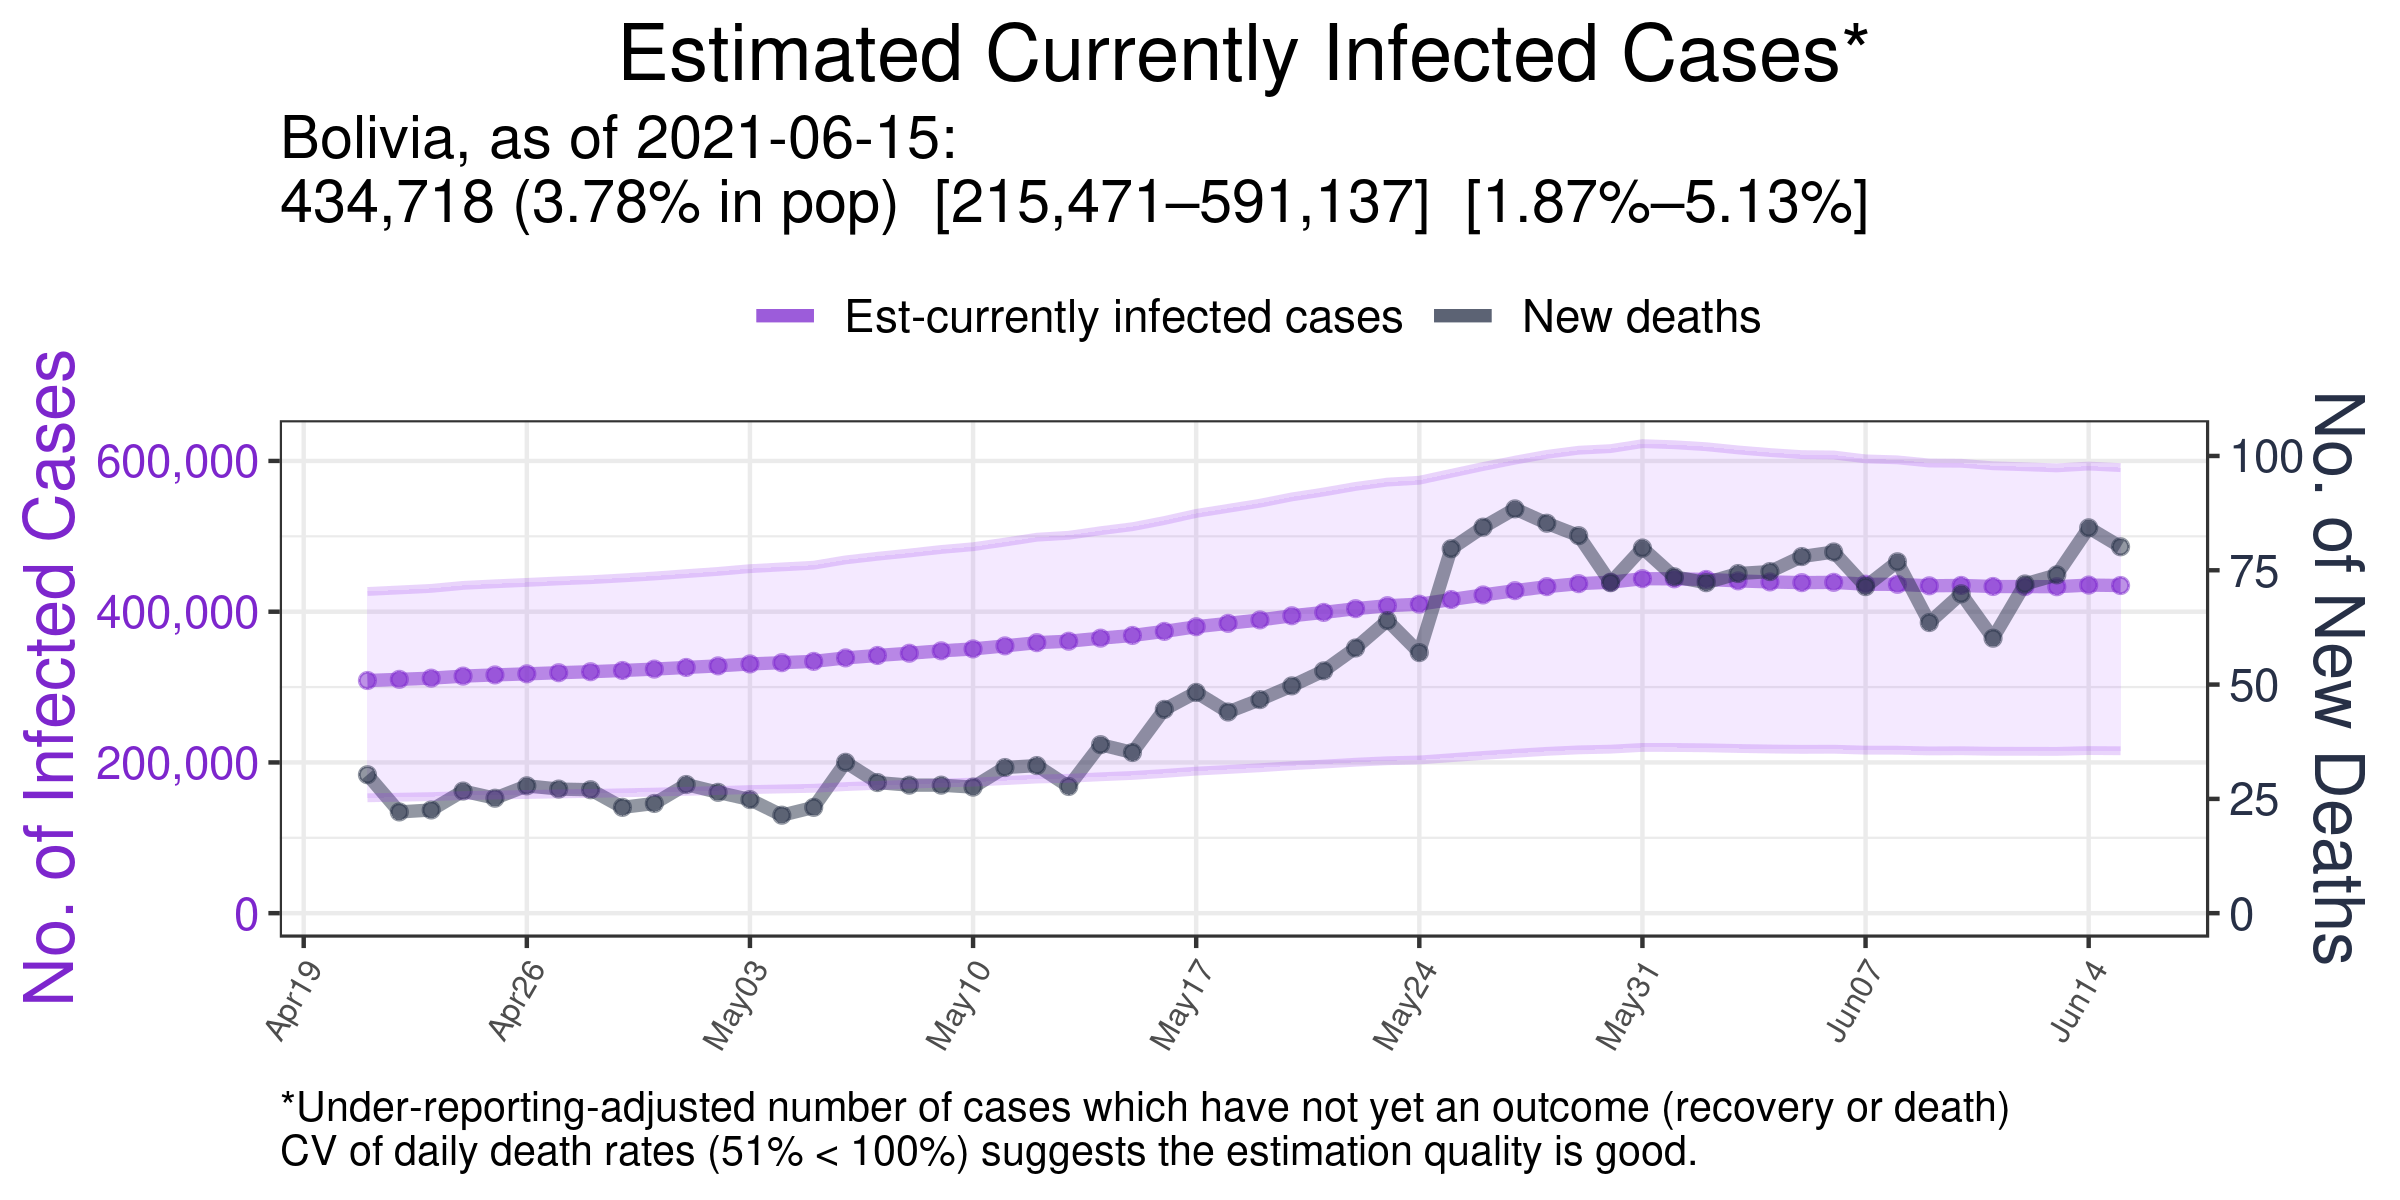 Estimated Currently Infected Cases*
Bolivia, as of 2021-06-15:
434,718 (3.78% in pop) [215,471–591,137] [1.87%–5.13%]
Est-currently infected cases New deaths
No. of Infected Cases
600,000
400,000
200,000
0
100
75
50
25
0
No. of New Deaths
Apr19 Apr26 May03 May10 May17 May24 May31 Jun07 Jun14
*Under-reporting-adjusted number of cases which have not yet an outcome (recovery or death)
CV of daily death rates (51% < 100%) suggests the estimation quality is good.